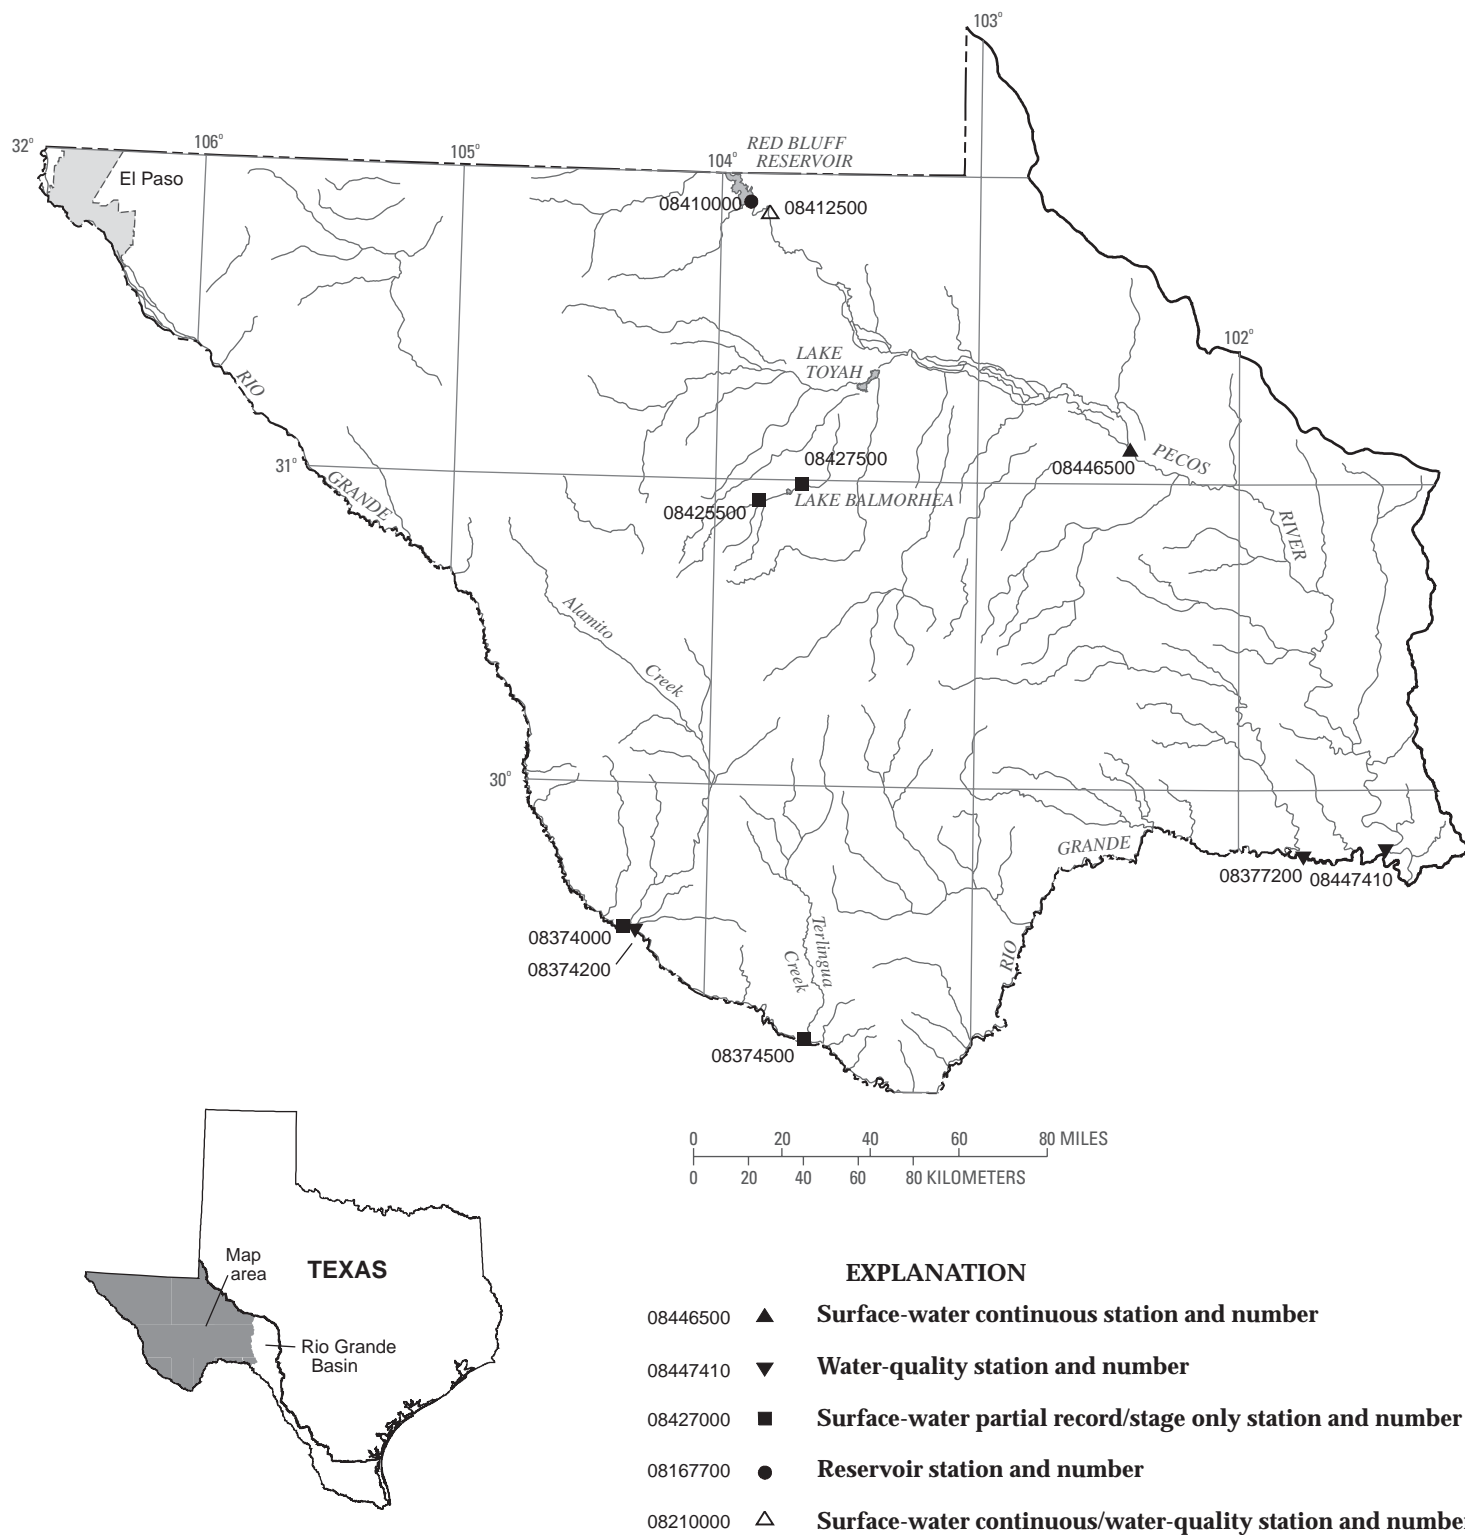 103°
32°
106°
105°
104°
RED BLUFF
RESERVOIR
El Paso
08410000
08412500
102°
LAKE
TOYAH
RIO
GRANDE
31°
08427500
08446500
PECOS
RIVER
LAKE BALMORHEA
08425500
Alamito
Creek
30°
GRANDE
08377200
08447410
08374000
08374200
Terlingua
Creek
RIO
08374500
0 20 40 60 80 MILES
0 20 40 60 80 KILOMETERS
Map
area
TEXAS
Rio Grande
Basin
EXPLANATION
08446500 Surface-water continuous station and number
08447410 Water-quality station and number
08427000 Surface-water partial record/stage only station and number
08167700 Reservoir station and number
08210000 Surface-water continuous/water-quality station and number